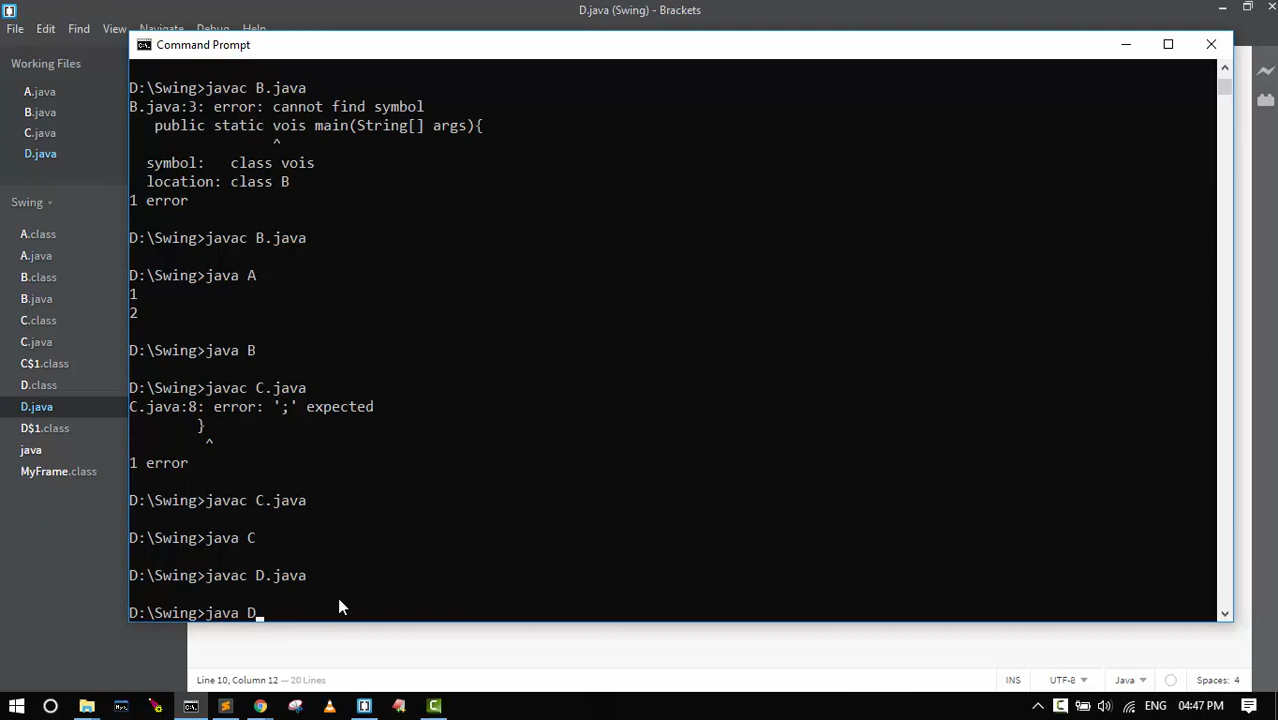 D.java (Swing) - Brackets
File Edit Find View Navigate Debug Help
Working Files
A.java
B.java
C.java
D.java
Swing
A.class
A.java
B.class
B.java
C.class
C.java
C$1.class
D.class
D.java
D$1.class
java
MyFrame.class
Command Prompt
D:\Swing>javac B.java
B.java:3: error: cannot find symbol
public static vois main(String[] args){
^
symbol: class vois
location: class B
1 error
D:\Swing>javac B.java
D:\Swing>java A
1
2
D:\Swing>java B
D:\Swing>javac C.java
C.java:8: error: ';' expected
}
^
1 error
D:\Swing>javac C.java
D:\Swing>java C
D:\Swing>javac D.java
D:\Swing>java D
Line 10, Column 12 — 20 Lines
INS UTF-8 Java Spaces: 4
ENG 04:47 PM